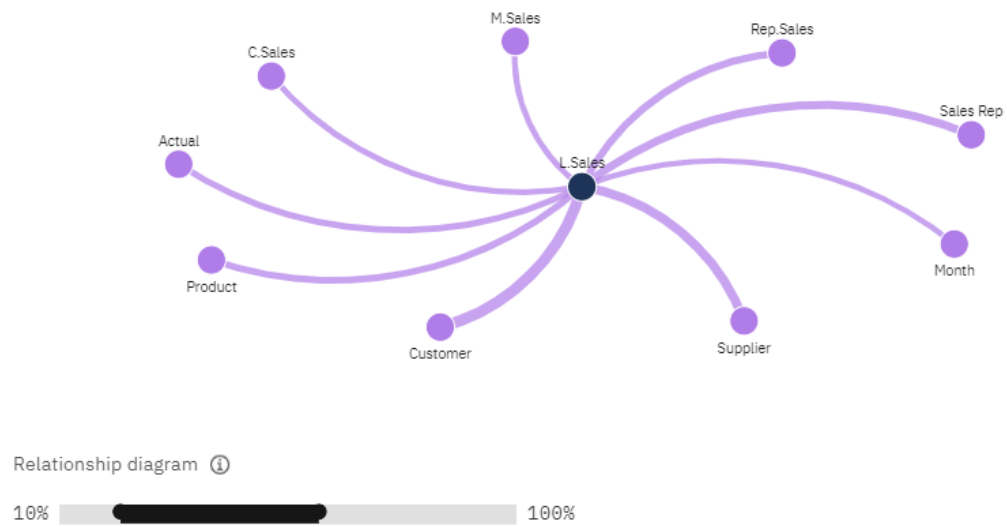 M.Sales
Rep.Sales
C.Sales
Sales Rep
Actual
L.Sales
Month
Product
Supplier
Customer
Relationship diagram
10% 100%